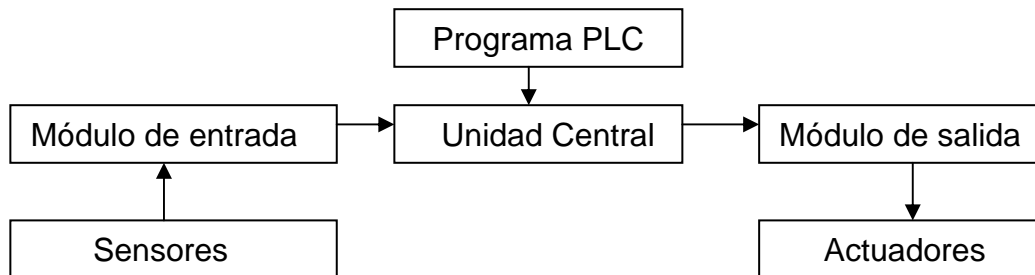 Programa PLC
Módulo de entrada
Unidad Central
Módulo de salida
Sensores
Actuadores